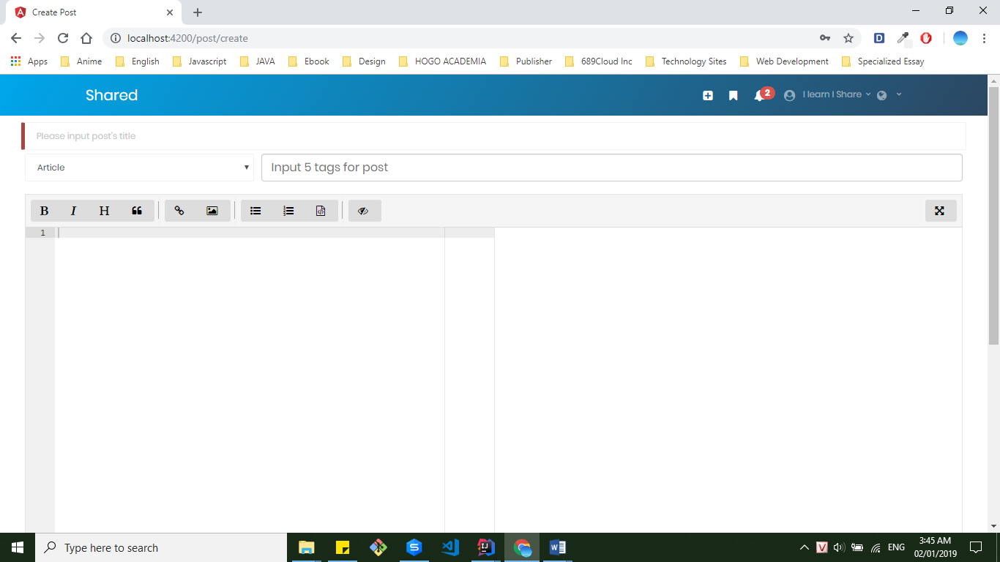 Create Post
localhost:4200/post/create
Apps Anime English Javascript JAVA Ebook Design HOGO ACADEMIA Publisher 689Cloud Inc Technology Sites Web Development Specialized Essay
Shared 2 I learn I Share
Please input post's title
Article Input 5 tags for post
B I H
1
Type here to search ENG 3:45 AM
02/01/2019